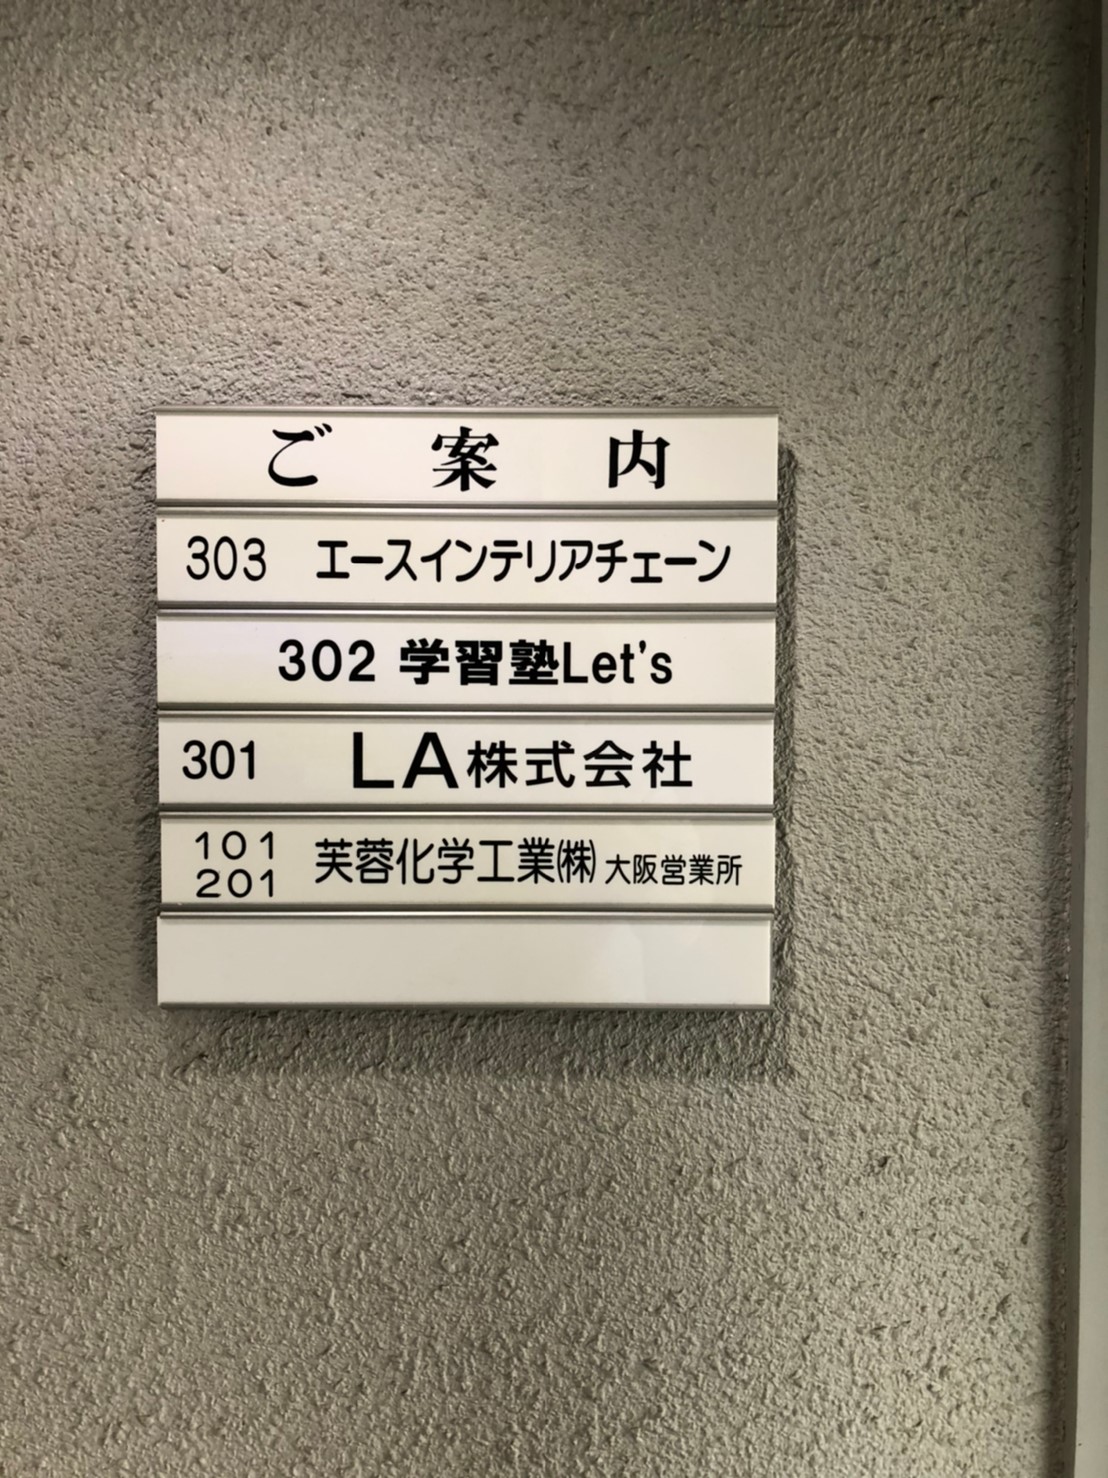 ご案内
303 エースインテリアチェーン
302 学習塾Let's
301 LA株式会社
101
201 芙蓉化学工業㈱ 大阪営業所